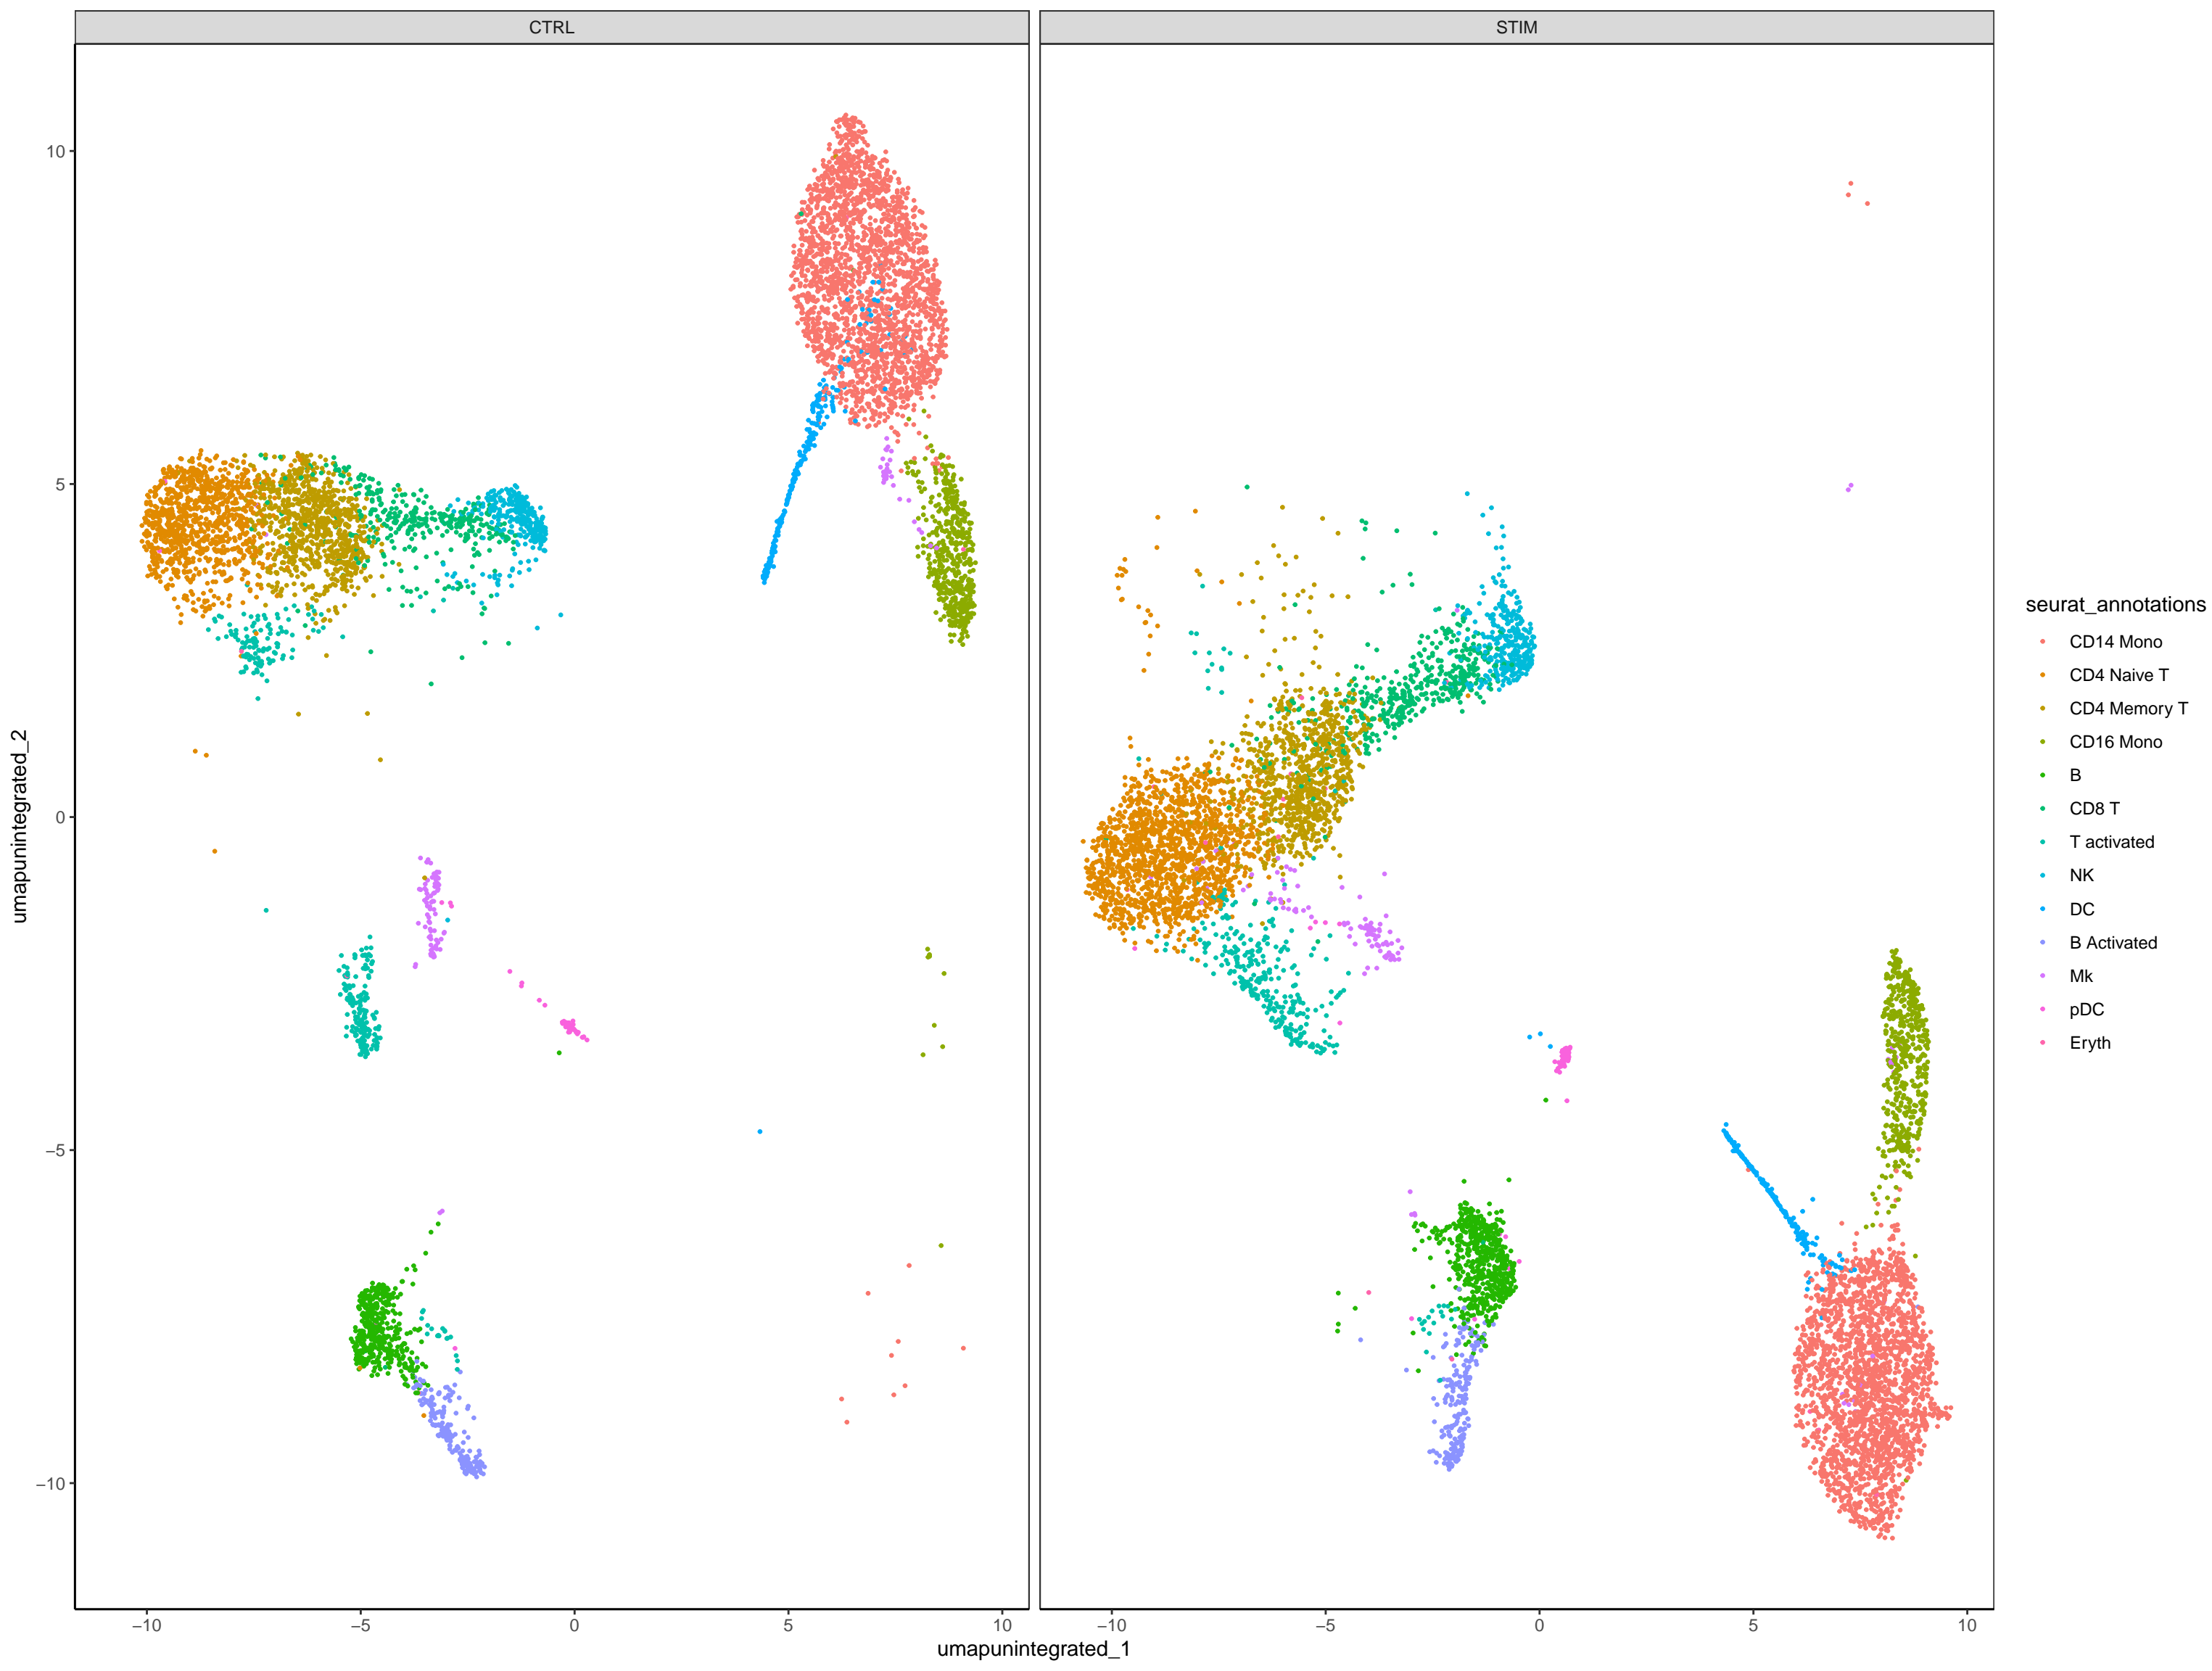 CTRL
STIM
10
5
0
−5
−10
umapunintegrated_2
−10
−5
0
5
10
−10
−5
0
5
10
umapunintegrated_1
seurat_annotations
CD14 Mono
CD4 Naive T
CD4 Memory T
CD16 Mono
B
CD8 T
T activated
NK
DC
B Activated
Mk
pDC
Eryth